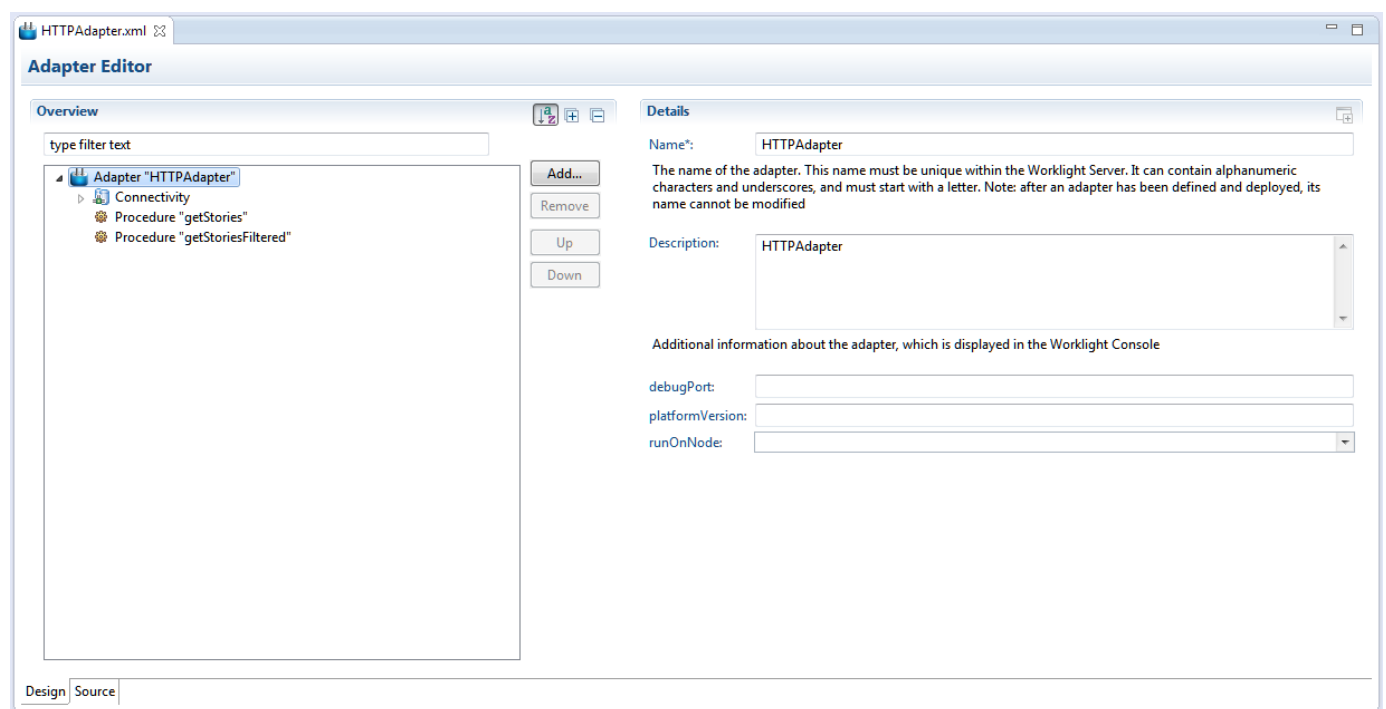 HTTPAdapter.xml
Adapter Editor
Overview
type filter text
Adapter "HTTPAdapter"
Connectivity
Procedure "getStories"
Procedure "getStoriesFiltered"
Add...
Remove
Up
Down
Details
Name*:
HTTPAdapter
The name of the adapter. This name must be unique within the Worklight Server. It can contain alphanumeric
characters and underscores, and must start with a letter. Note: after an adapter has been defined and deployed, its
name cannot be modified
Description:
HTTPAdapter
Additional information about the adapter, which is displayed in the Worklight Console
debugPort:
platformVersion:
runOnNode:
Design
Source